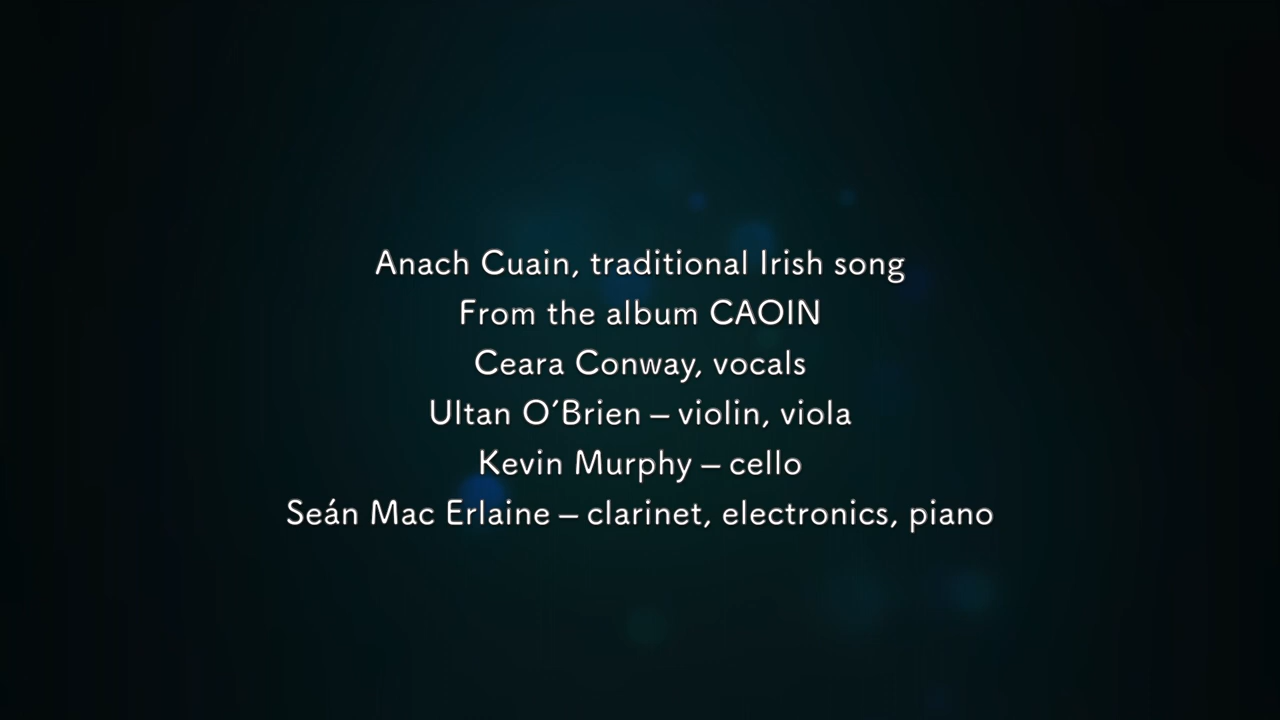 Anach Cuain, traditional Irish song
From the album CAOIN
Ceara Conway, vocals
Ultan O´Brien – violin, viola
Kevin Murphy – cello
Seán Mac Erlaine – clarinet, electronics, piano